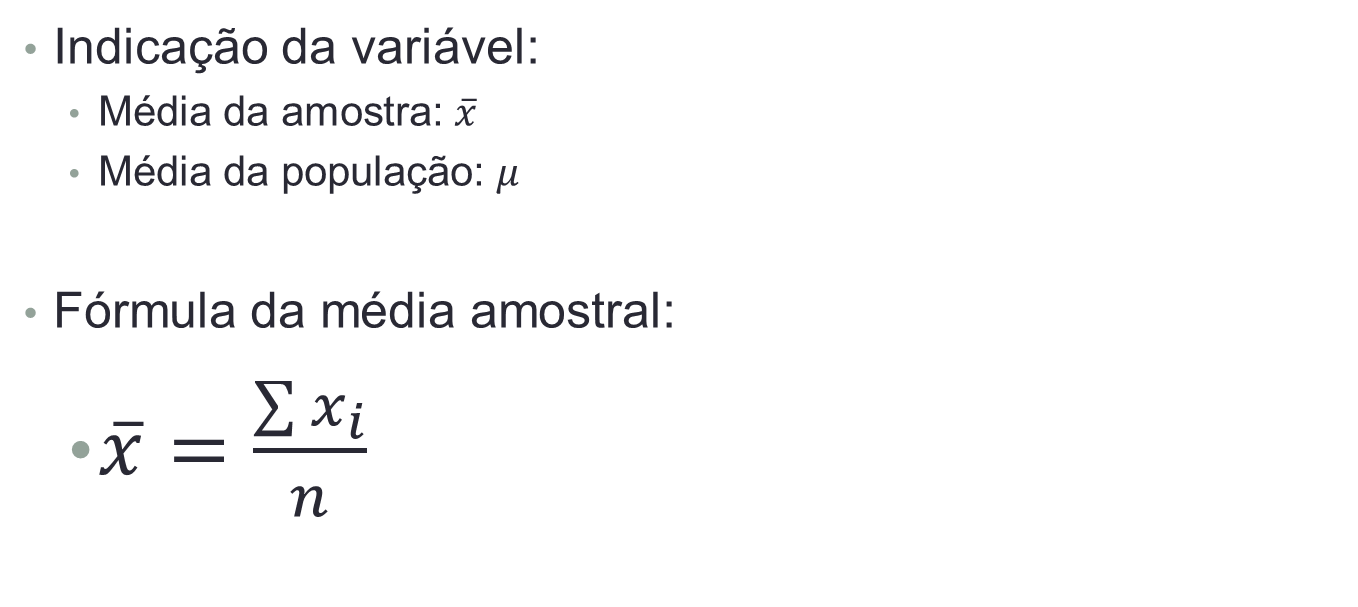 • Indicação da variável:
• Média da amostra: x̄
• Média da população: μ
• Fórmula da média amostral:
• x̄ = ∑ xᵢ / n